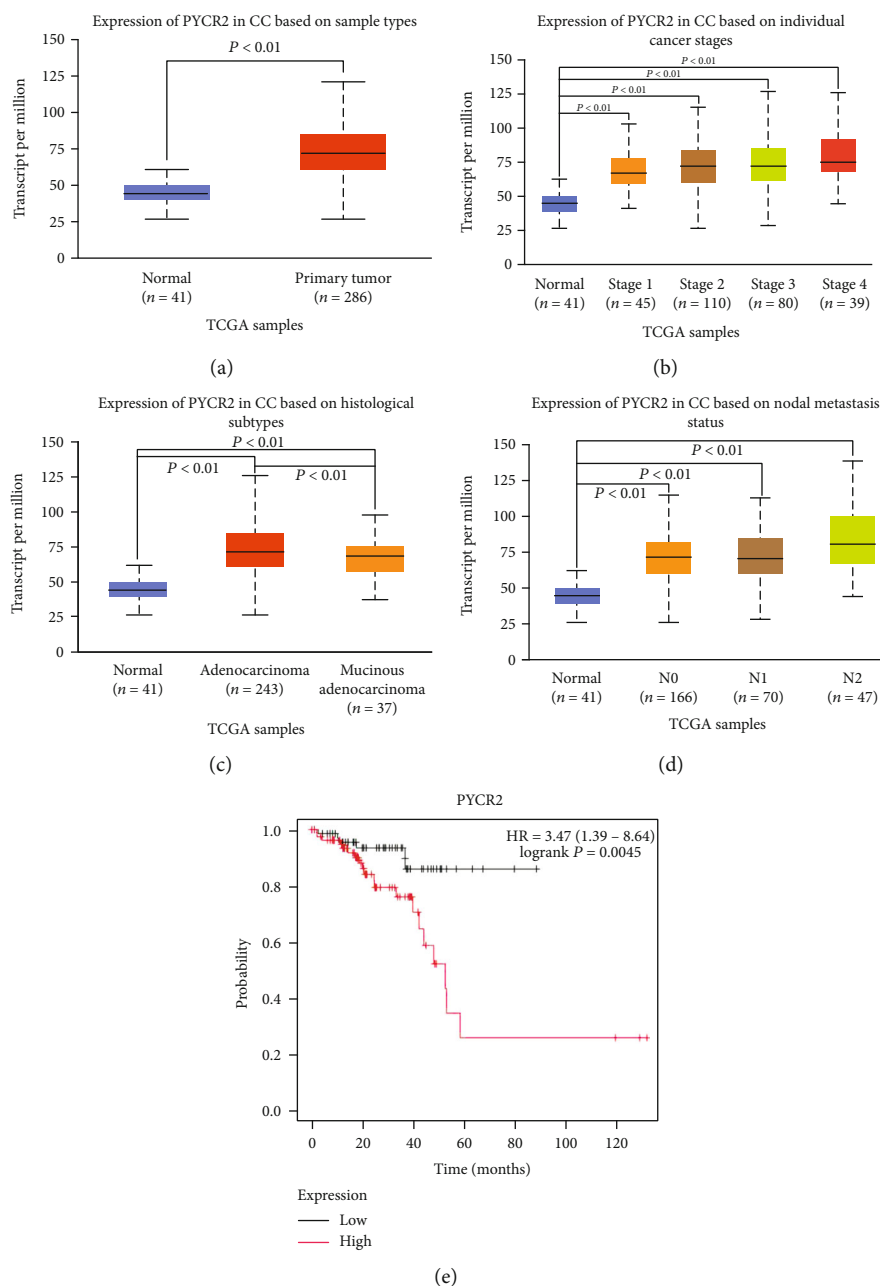 Expression of PYCR2 in CC based on sample types
P < 0.01
150
125
100
75
50
25
0
Transcript per million
Normal
(n = 41)
Primary tumor
(n = 286)
TCGA samples
(a)
Expression of PYCR2 in CC based on individual
cancer stages
P < 0.01
P < 0.01
P < 0.01
P < 0.01
150
125
100
75
50
25
0
Transcript per million
Normal
(n = 41)
Stage 1
(n = 45)
Stage 2
(n = 110)
Stage 3
(n = 80)
Stage 4
(n = 39)
TCGA samples
(b)
Expression of PYCR2 in CC based on histological
subtypes
P < 0.01
P < 0.01
P < 0.01
150
125
100
75
50
25
0
Transcript per million
Normal
(n = 41)
Adenocarcinoma
(n = 243)
Mucinous
adenocarcinoma
(n = 37)
TCGA samples
(c)
Expression of PYCR2 in CC based on nodal metastasis
status
P < 0.01
P < 0.01
P < 0.01
150
125
100
75
50
25
0
Transcript per million
Normal
(n = 41)
N0
(n = 166)
N1
(n = 70)
N2
(n = 47)
TCGA samples
(d)
PYCR2
HR = 3.47 (1.39 – 8.64)
logrank P = 0.0045
1.0
0.8
0.6
0.4
0.2
0.0
Probability
0 20 40 60 80 100 120
Time (months)
Expression
Low
High
(e)